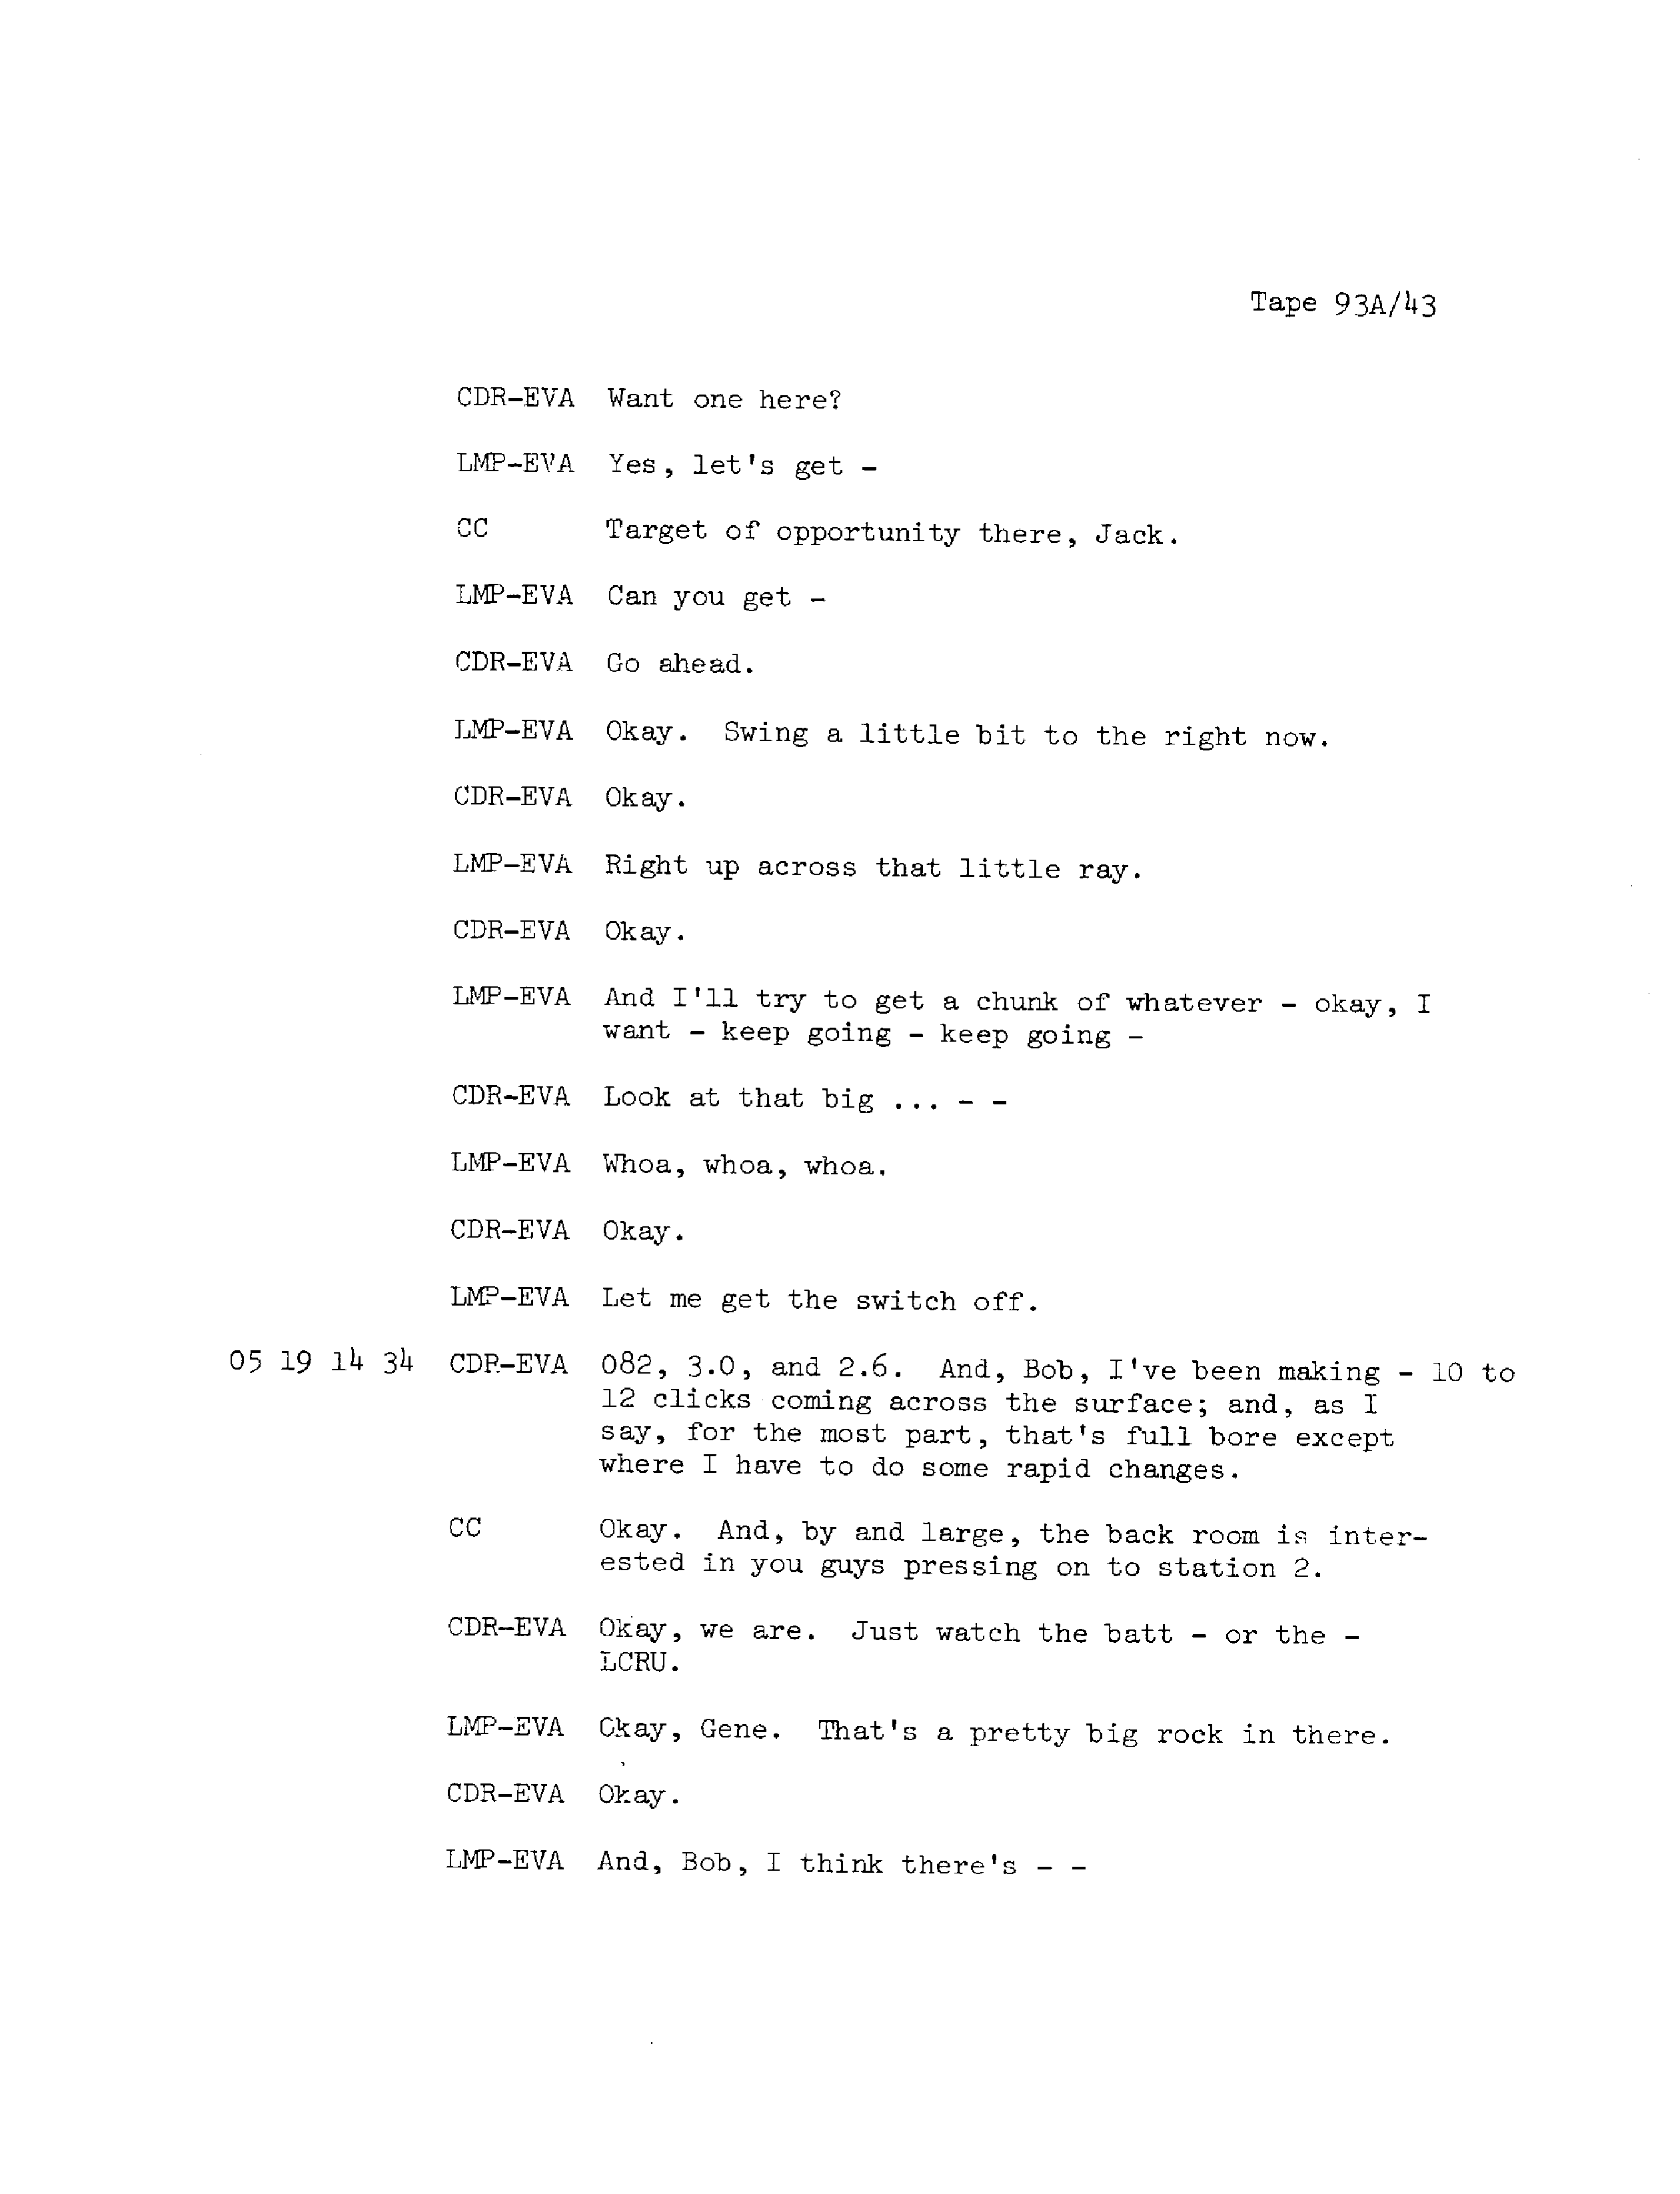 Tape 93A/43
CDR-EVA Want one here?
LMP-EVA Yes, let's get -
CC Target of opportunity there, Jack.
LMP-EVA Can you get -
CDR-EVA Go ahead.
LMP-EVA Okay. Swing a little bit to the right now.
CDR-EVA Okay.
LMP-EVA Right up across that little ray.
CDR-EVA Okay.
LMP-EVA And I'll try to get a chunk of whatever - okay, I
want - keep going - keep going -
CDR-EVA Look at that big ... - -
LMP-EVA Whoa, whoa, whoa.
CDR-EVA Okay.
LMP-EVA Let me get the switch off.
05 19 14 34 CDR-EVA 082, 3.0, and 2.6. And, Bob, I've been making - 10 to
12 clicks coming across the surface; and, as I
say, for the most part, that's full bore except
where I have to do some rapid changes.
CC Okay. And, by and large, the back room is inter-
ested in you guys pressing on to station 2.
CDR-EVA Okay, we are. Just watch the batt - or the -
LCRU.
LMP-EVA Okay, Gene. That's a pretty big rock in there.
CDR-EVA Okay.
LMP-EVA And, Bob, I think there's - -